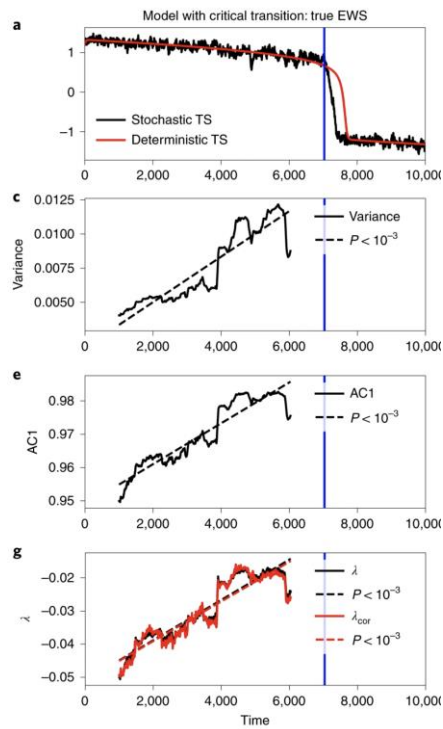 Model with critical transition: true EWS
a
1
0
−1
Stochastic TS
Deterministic TS
0 2,000 4,000 6,000 8,000 10,000
c
0.0125
0.0100
0.0075
0.0050
Variance
Variance
P < 10⁻³
0 2,000 4,000 6,000 8,000 10,000
e
0.98
0.97
0.96
0.95
AC1
AC1
P < 10⁻³
0 2,000 4,000 6,000 8,000 10,000
g
−0.02
−0.03
−0.04
−0.05
λ
λ
P < 10⁻³
λcor
P < 10⁻³
0 2,000 4,000 6,000 8,000 10,000
Time